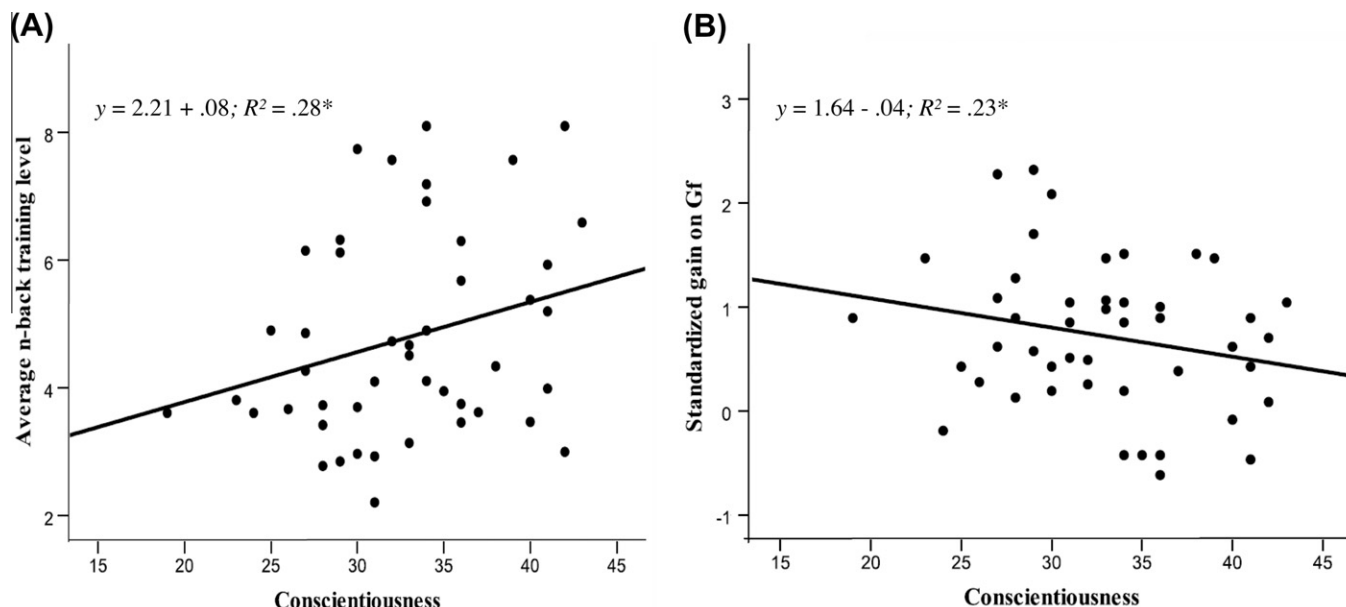 (A)
y = 2.21 + .08; R² = .28*
Average n-back training level
8
6
4
2
15 20 25 30 35 40 45
Conscientiousness
(B)
y = 1.64 - .04; R² = .23*
Standardized gain on Gf
3
2
1
0
-1
15 20 25 30 35 40 45
Conscientiousness